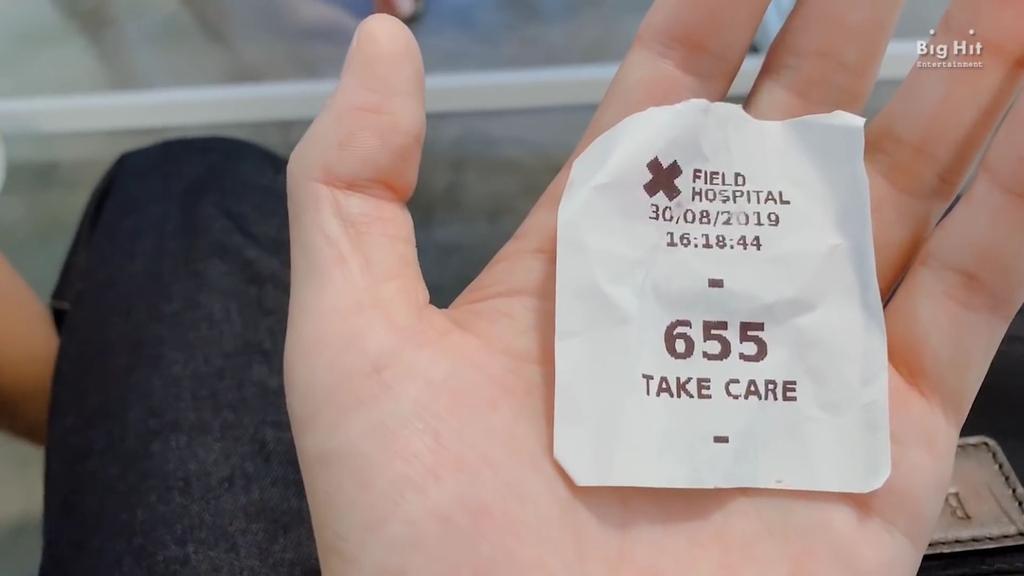 Big Hit
Entertainment
FIELD
HOSPITAL
30/08/2019
16:18:44
-
655
TAKE CARE
-